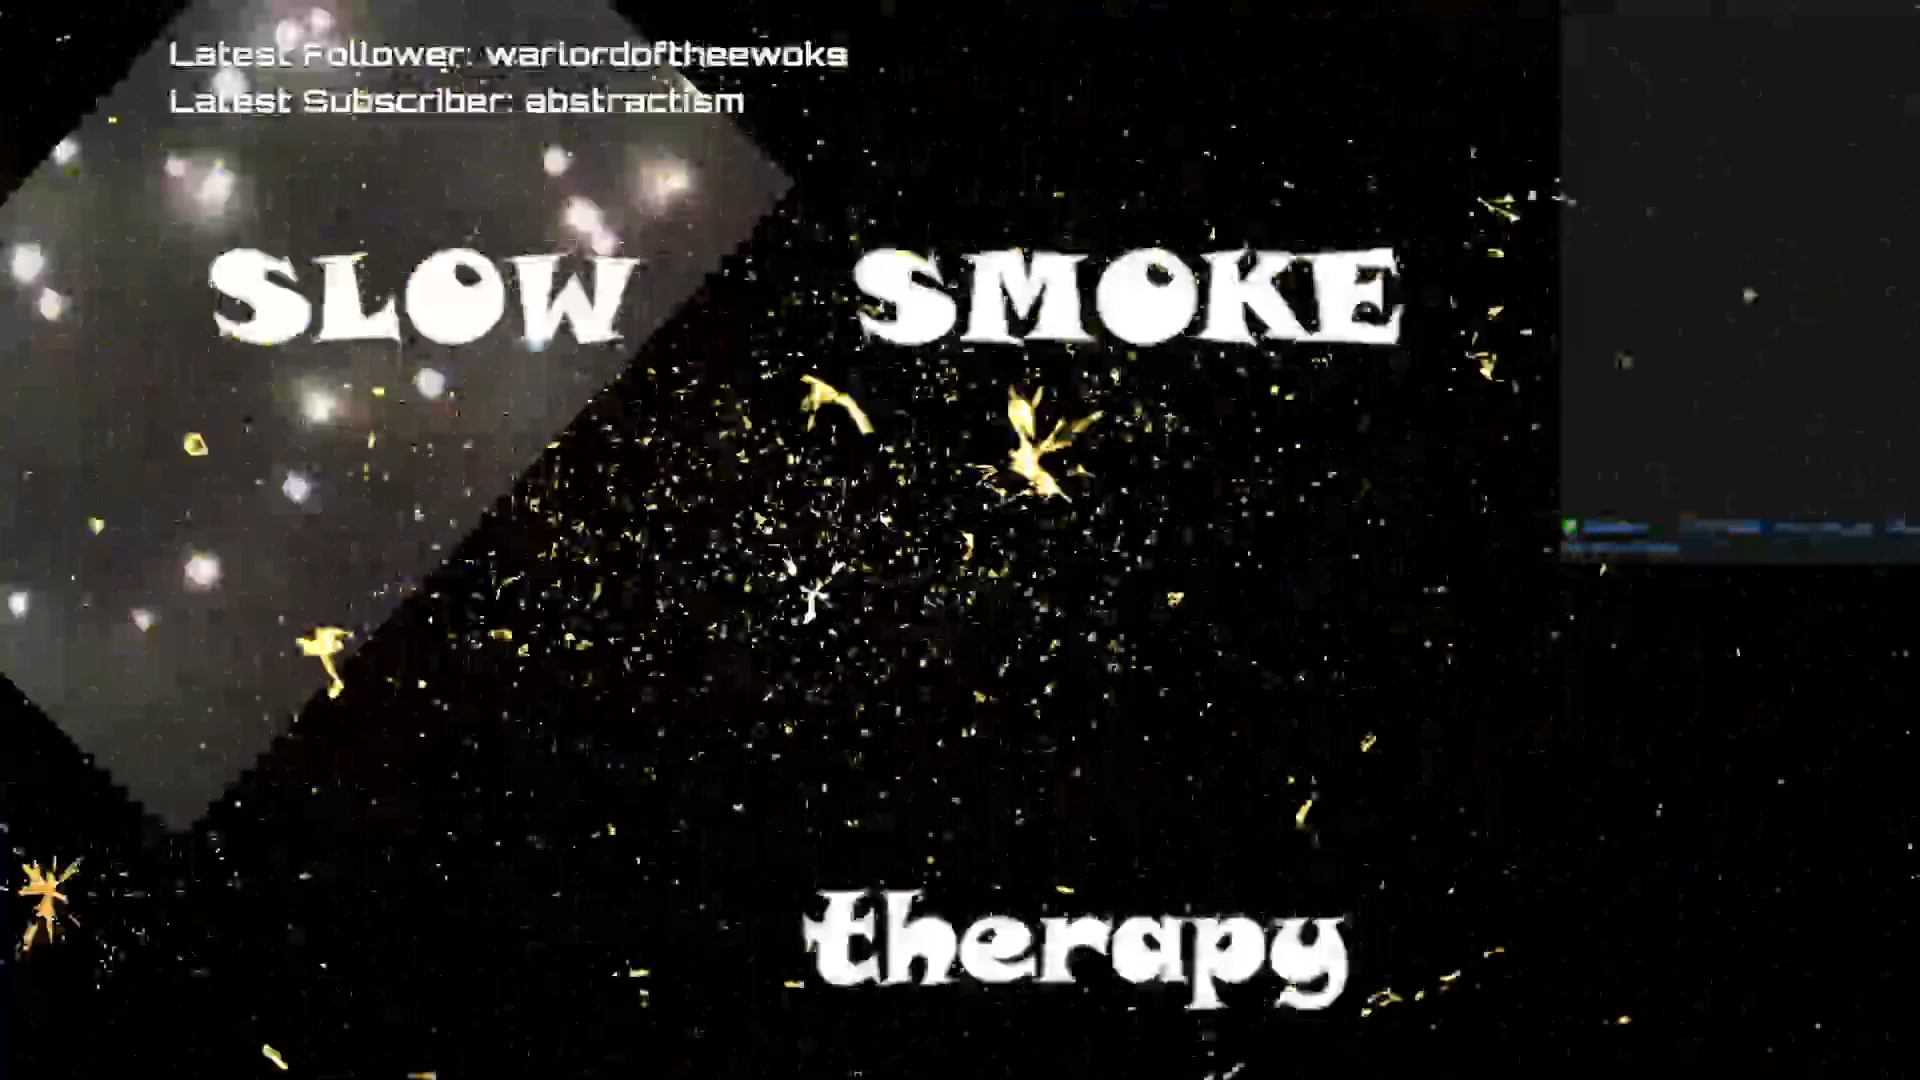 Latest Follower: warlordoftheewoks
Latest Subscriber: abstractism
SLOW SMOKE
therapy